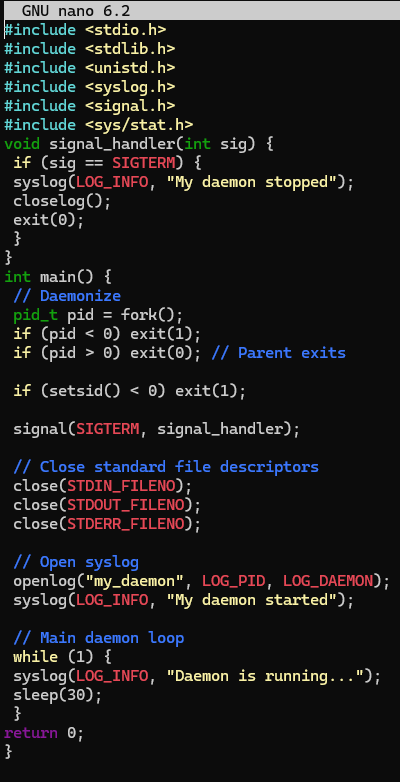 GNU nano 6.2
#include <stdio.h>
#include <stdlib.h>
#include <unistd.h>
#include <syslog.h>
#include <signal.h>
#include <sys/stat.h>
void signal_handler(int sig) {
 if (sig == SIGTERM) {
 syslog(LOG_INFO, "My daemon stopped");
 closelog();
 exit(0);
 }
}
int main() {
 // Daemonize
 pid_t pid = fork();
 if (pid < 0) exit(1);
 if (pid > 0) exit(0); // Parent exits

 if (setsid() < 0) exit(1);

 signal(SIGTERM, signal_handler);

 // Close standard file descriptors
 close(STDIN_FILENO);
 close(STDOUT_FILENO);
 close(STDERR_FILENO);

 // Open syslog
 openlog("my_daemon", LOG_PID, LOG_DAEMON);
 syslog(LOG_INFO, "My daemon started");

 // Main daemon loop
 while (1) {
 syslog(LOG_INFO, "Daemon is running...");
 sleep(30);
 }
return 0;
}